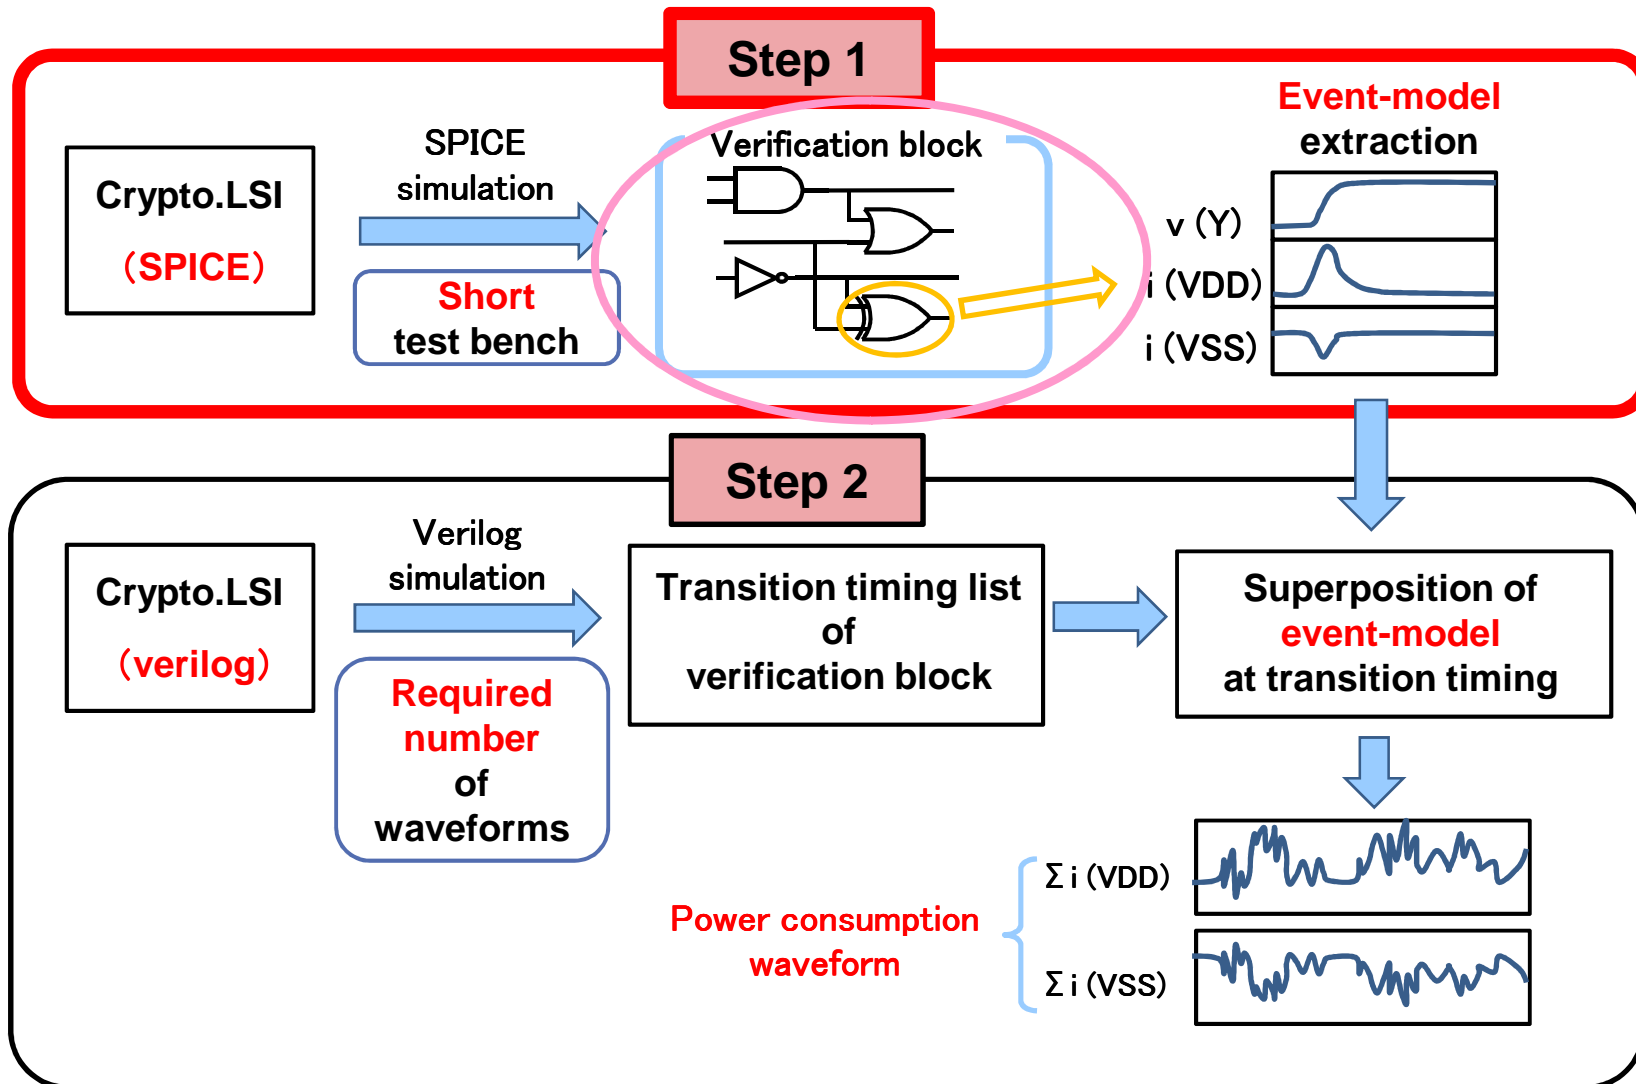 Step 1
Crypto.LSI
(SPICE)
SPICE
simulation
Short
test bench
Verification block
Event-model
extraction
v (Y)
i (VDD)
i (VSS)
Step 2
Crypto.LSI
(verilog)
Verilog
simulation
Required
number
of
waveforms
Transition timing list
of
verification block
Superposition of
event-model
at transition timing
Power consumption
waveform
Σ i (VDD)
Σ i (VSS)